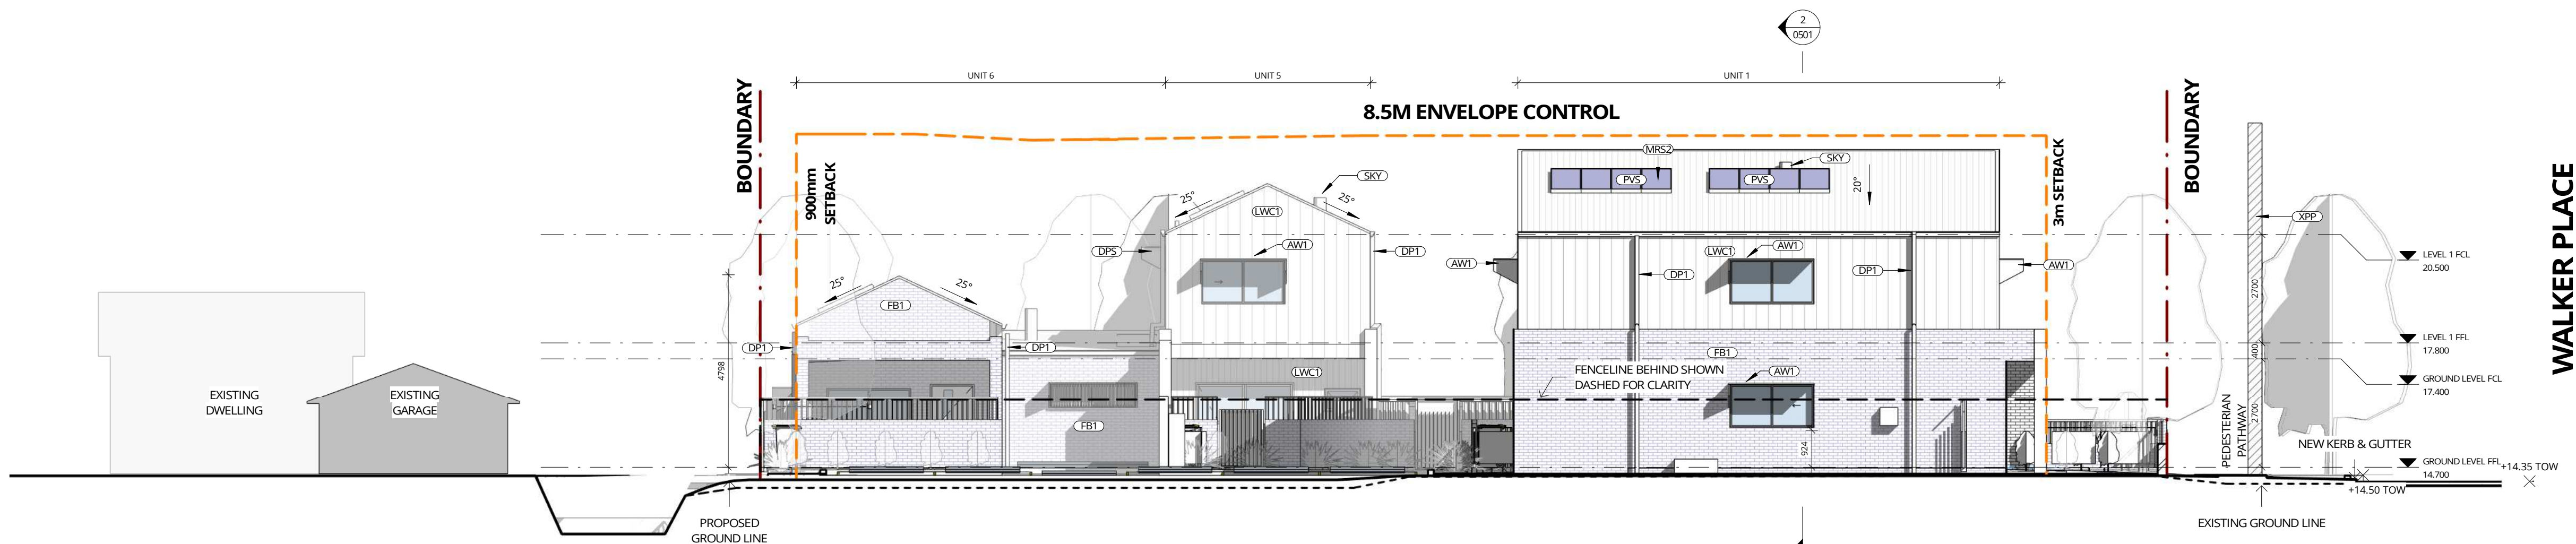 2
0501
UNIT 6
UNIT 5
UNIT 1
BOUNDARY
8.5M ENVELOPE CONTROL
BOUNDARY
900mm
SETBACK
3m SETBACK
WALKER PLACE
MRS2
SKY
PVS
PVS
20°
SKY
25°
25°
LWC1
XPP
AW1
DPS
DP1
LWC1
AW1
AW1
DP1
DP1
AW1
LEVEL 1 FCL
20.500
25°
25°
FB1
2700
DP1
DP1
LEVEL 1 FFL
17.800
FB1
400
4798
LWC1
FENCELINE BEHIND SHOWN
DASHED FOR CLARITY
AW1
GROUND LEVEL FCL
17.400
EXISTING
DWELLING
EXISTING
GARAGE
FB1
2700
924
PEDESTERIAN
PATHWAY
NEW KERB & GUTTER
GROUND LEVEL FFL
14.700
+14.35 TOW
+14.50 TOW
PROPOSED
GROUND LINE
EXISTING GROUND LINE